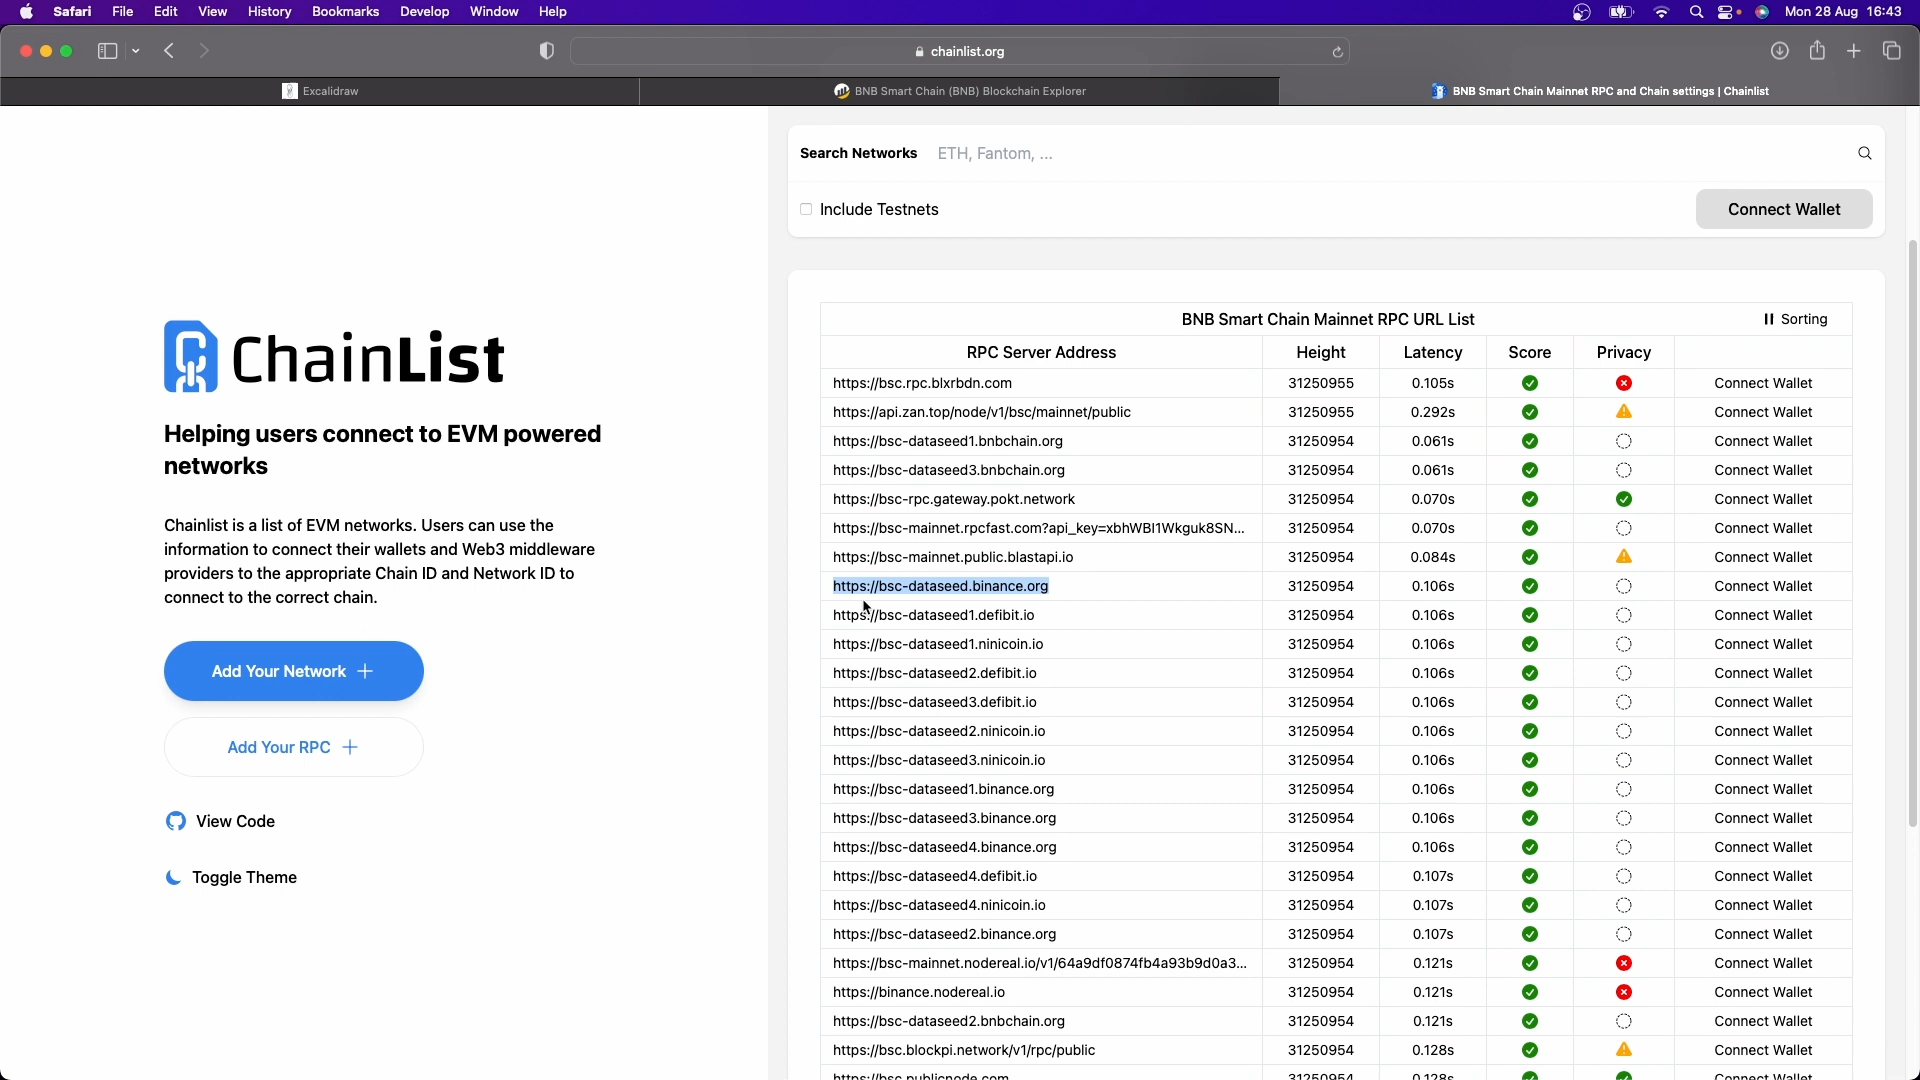 Safari File Edit View History Bookmarks Develop Window Help Mon 28 Aug 16:43
chainlist.org
Excalidraw
BNB Smart Chain (BNB) Blockchain Explorer
BNB Smart Chain Mainnet RPC and Chain settings | Chainlist
ChainList
Helping users connect to EVM powered
networks
Chainlist is a list of EVM networks. Users can use the
information to connect their wallets and Web3 middleware
providers to the appropriate Chain ID and Network ID to
connect to the correct chain.
Add Your Network
Add Your RPC
View Code
Toggle Theme
Search Networks ETH, Fantom, ...
Include Testnets
Connect Wallet
BNB Smart Chain Mainnet RPC URL List Sorting
RPC Server Address Height Latency Score Privacy
https://bsc.rpc.blxrbdn.com 31250955 0.105s Connect Wallet
https://api.zan.top/node/v1/bsc/mainnet/public 31250955 0.292s Connect Wallet
https://bsc-dataseed1.bnbchain.org 31250954 0.061s Connect Wallet
https://bsc-dataseed3.bnbchain.org 31250954 0.061s Connect Wallet
https://bsc-rpc.gateway.pokt.network 31250954 0.070s Connect Wallet
https://bsc-mainnet.rpcfast.com?api_key=xbhWBI1Wkguk8SN... 31250954 0.070s Connect Wallet
https://bsc-mainnet.public.blastapi.io 31250954 0.084s Connect Wallet
https://bsc-dataseed.binance.org 31250954 0.106s Connect Wallet
https://bsc-dataseed1.defibit.io 31250954 0.106s Connect Wallet
https://bsc-dataseed1.ninicoin.io 31250954 0.106s Connect Wallet
https://bsc-dataseed2.defibit.io 31250954 0.106s Connect Wallet
https://bsc-dataseed3.defibit.io 31250954 0.106s Connect Wallet
https://bsc-dataseed2.ninicoin.io 31250954 0.106s Connect Wallet
https://bsc-dataseed3.ninicoin.io 31250954 0.106s Connect Wallet
https://bsc-dataseed1.binance.org 31250954 0.106s Connect Wallet
https://bsc-dataseed3.binance.org 31250954 0.106s Connect Wallet
https://bsc-dataseed4.binance.org 31250954 0.106s Connect Wallet
https://bsc-dataseed4.defibit.io 31250954 0.107s Connect Wallet
https://bsc-dataseed4.ninicoin.io 31250954 0.107s Connect Wallet
https://bsc-dataseed2.binance.org 31250954 0.107s Connect Wallet
https://bsc-mainnet.nodereal.io/v1/64a9df0874fb4a93b9d0a3... 31250954 0.121s Connect Wallet
https://binance.nodereal.io 31250954 0.121s Connect Wallet
https://bsc-dataseed2.bnbchain.org 31250954 0.121s Connect Wallet
https://bsc.blockpi.network/v1/rpc/public 31250954 0.128s Connect Wallet
https://bsc.publicnode.com 31250954 0.128s Connect Wallet